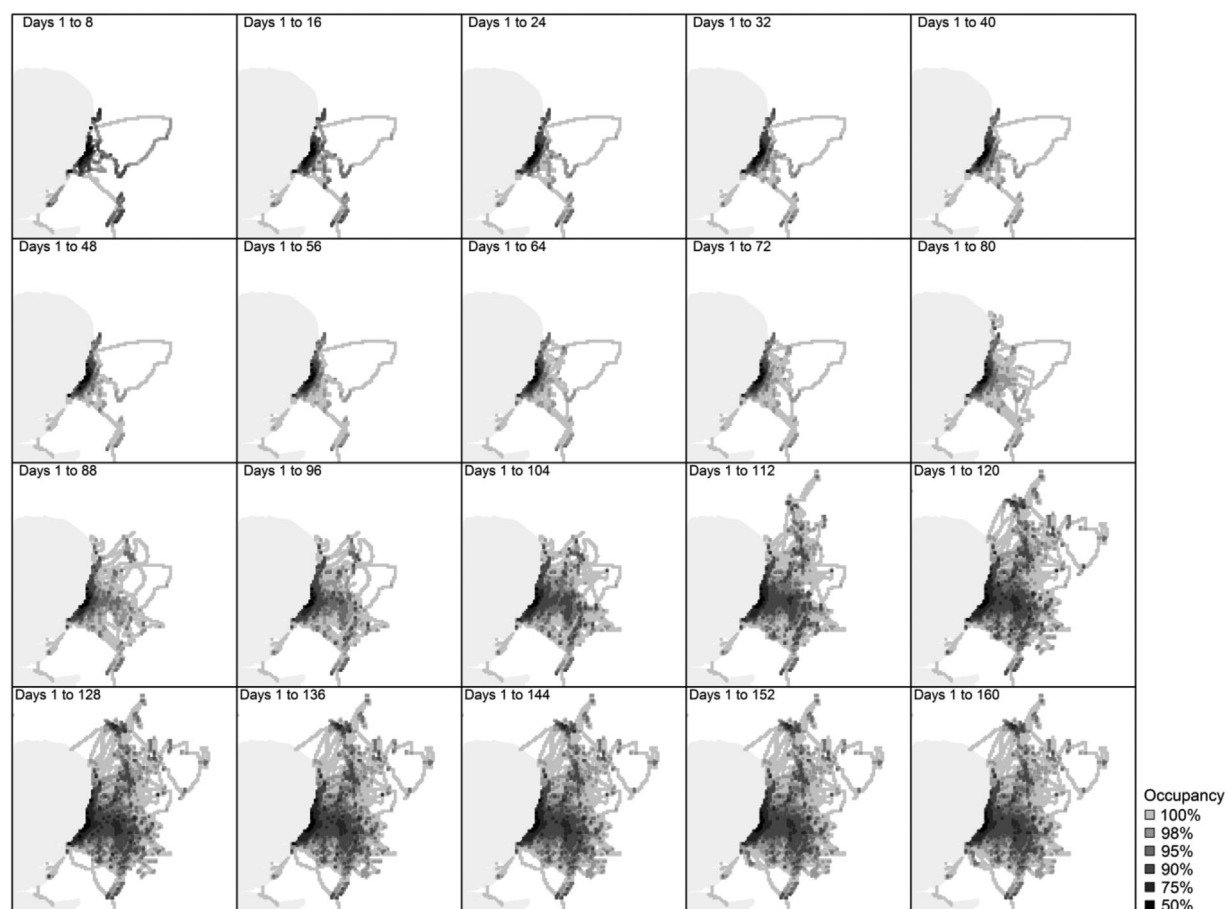 Days 1 to 8
Days 1 to 16
Days 1 to 24
Days 1 to 32
Days 1 to 40
Days 1 to 48
Days 1 to 56
Days 1 to 64
Days 1 to 72
Days 1 to 80
Days 1 to 88
Days 1 to 96
Days 1 to 104
Days 1 to 112
Days 1 to 120
Days 1 to 128
Days 1 to 136
Days 1 to 144
Days 1 to 152
Days 1 to 160
Occupancy
100%
98%
95%
90%
75%
50%